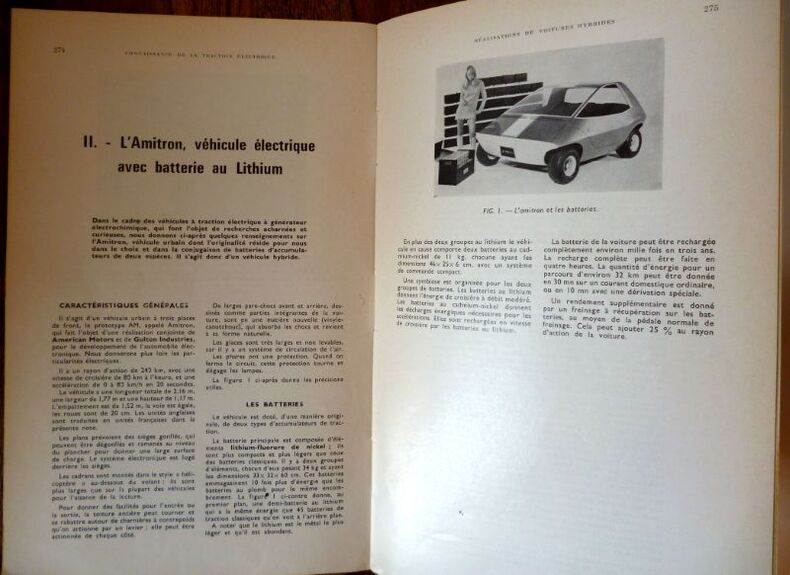 274
CONNAISSANCE DE LA TRACTION ÉLECTRIQUE
II. - L'Amitron, véhicule électrique
avec batterie au Lithium
Dans le cadre des véhicules à traction électrique à générateur
électrochimique, qui font l'objet de recherches acharnées et
curieuses, nous donnons ci-après quelques renseignements sur
l'Amitron, véhicule urbain dont l'originalité réside pour nous
dans le choix et dans la conjugaison de batteries d'accumula-
teurs de deux espèces. Il s'agit donc d'un véhicule hybride.
CARACTÉRISTIQUES GÉNÉRALES
Il s'agit d'un véhicule urbain à trois places
de front, le prototype AM, appelé Amitron,
qui fait l'objet d'une réalisation conjointe de
American Motors et de Gulton Industries,
pour le développement de l'automobile élec-
tronique. Nous donnerons plus loin les par-
ticularités électriques.
Il a un rayon d'action de 242 km, avec une
vitesse de croisière de 80 km à l'heure, et une
accélération de 0 à 83 km/h en 20 secondes.
La véhicule a une longueur totale de 2,16 m,
une largeur de 1,77 m et une hauteur de 1,17 m.
L'empattement est de 1,52 m, la voie est égale,
les roues sont de 20 cm. Les unités anglaises
sont traduites en unités françaises dans la
présente note.
Les plans prévoient des sièges gonflés, qui
peuvent être dégonflés et ramenés au niveau
du plancher pour donner une large surface
de charge. Le système électronique est logé
derrière les sièges.
Les cadrans sont montés dans le style « héli-
coptère » au-dessous du volant ; ils sont
plus larges que sur la plupart des véhicules
pour l'aisance de la lecture.
Pour donner des facilités pour l'entrée ou
la sortie, la toiture entière peut tourner et
se rabattre autour de charnières à contrepoids
qu'on actionne par un levier ; elle peut être
actionnée de chaque côté.
De larges pare-chocs avant et arrière, des-
sinés comme parties intégrantes de la voi-
ture, sont en une matière nouvelle (vinyle-
caoutchouc), qui absorbe les chocs et revient
à sa forme naturelle.
Les glaces sont très larges et non levables,
car il y a un système de circulation de l'air.
Les phares ont une protection. Quand on
ferme le circuit, cette protection tourne et
dégage les lampes.
La figure 1 ci-après donne les précisions
utiles.
LES BATTERIES
Le véhicule est doté, d'une manière origi-
nale, de deux types d'accumulateurs de trac-
tion.
La batterie principale est composée d'élé-
ments lithium-fluorure de nickel ; ils
sont plus compacts et plus légers que ceux
des batteries classiques. Il y a deux groupes
d'éléments, chacun d'eux pesant 34 kg et ayant
les dimensions 33 × 32 × 60 cm. Ces batteries
emmagasinent 10 fois plus d'énergie que les
batteries au plomb pour le même encom-
brement. La figure 1 ci-contre donne, au
premier plan, une demi-batterie au lithium
qui a la même énergie que 45 batteries de
traction classiques qu'on voit à l'arrière plan.
A noter que le lithium est le métal le plus
léger et qu'il est abondant.
RÉALISATIONS DE VOITURES HYBRIDES
275
FIG. 1. — L'amitron et les batteries.
En plus des deux groupes au lithium le véhi-
cule en cause comporte deux batteries au cad-
mium-nickel de 11 kg, chacune ayant les
dimensions 46 × 25 × 6 cm, avec un système
de commande compact.
Une symbiose est organisée pour les deux
groupes de batteries. Les batteries au lithium
donnent l'énergie de croisière à débit modéré.
Les batteries au cadmium-nickel donnent
les décharges énergiques nécessaires pour les
accélérations. Elles sont rechargées en vitesse
de croisière par les batteries au lithium.
La batterie de la voiture peut être rechargée
complètement environ mille fois en trois ans.
La recharge complète peut être faite en
quatre heures. La quantité d'énergie pour un
parcours d'environ 32 km peut être donnée
en 30 mn sur un courant domestique ordinaire,
ou en 10 mn avec une dérivation spéciale.
Un rendement supplémentaire est donné
par un freinage à récupération sur les bat-
teries, au moyen de la pédale normale de
freinage. Cela peut ajouter 25 % au rayon
d'action de la voiture.